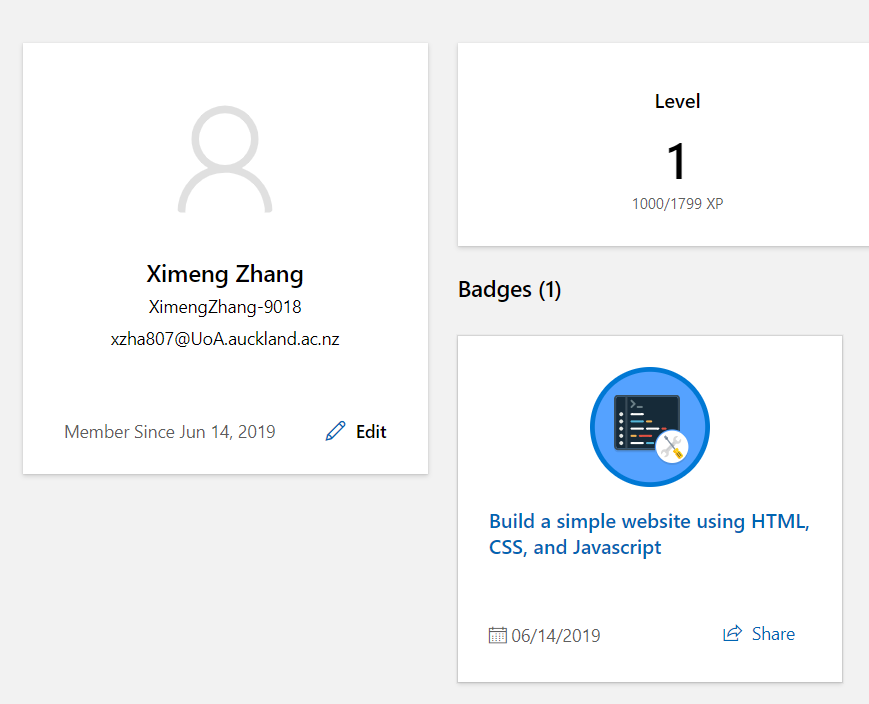 Ximeng Zhang
XimengZhang-9018
xzha807@UoA.auckland.ac.nz
Member Since Jun 14, 2019
Edit
Level
1
1000/1799 XP
Badges (1)
Build a simple website using HTML,
CSS, and Javascript
06/14/2019
Share